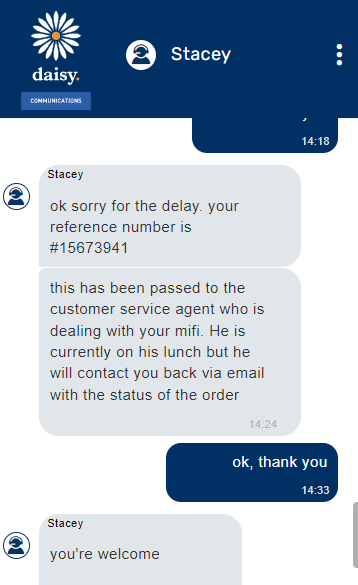 daisy.
COMMUNICATIONS
Stacey
14:18
Stacey
ok sorry for the delay. your
reference number is
#15673941
this has been passed to the
customer service agent who is
dealing with your mifi. He is
currently on his lunch but he
will contact you back via email
with the status of the order
14:24
ok, thank you
14:33
Stacey
you're welcome